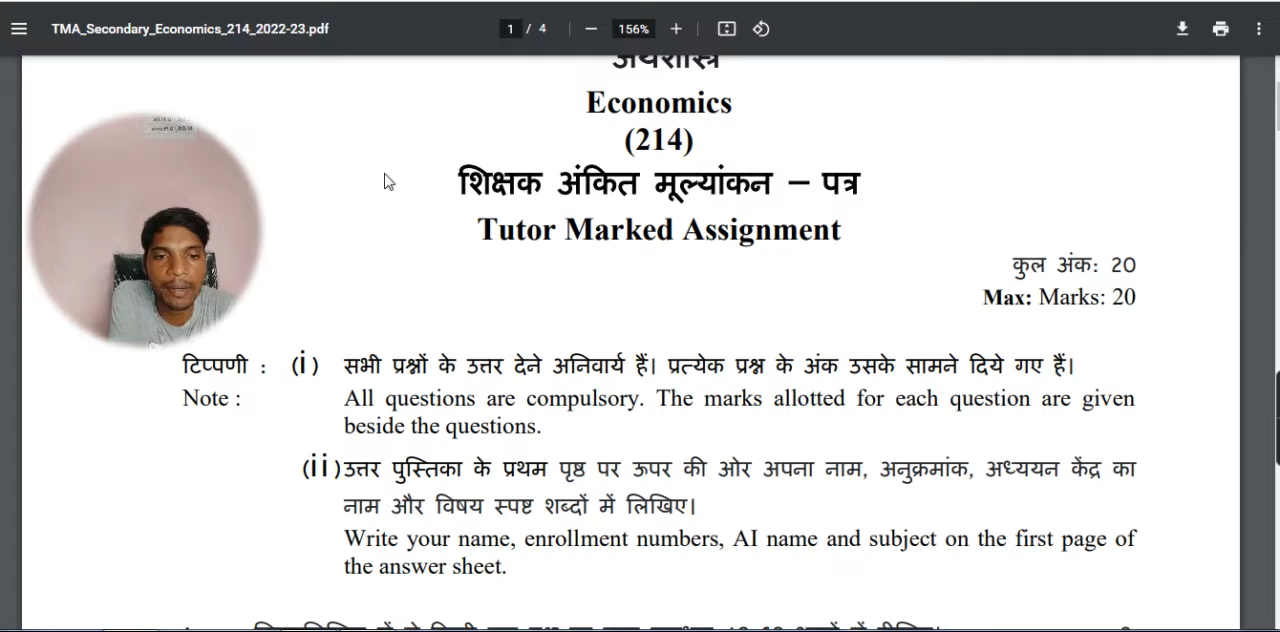 TMA_Secondary_Economics_214_2022-23.pdf
1 / 4
156%
अर्थशास्त्र
Economics
(214)
शिक्षक अंकित मूल्यांकन – पत्र
Tutor Marked Assignment
कुल अंक: 20
Max: Marks: 20
टिप्पणी : (i) सभी प्रश्नों के उत्तर देने अनिवार्य हैं। प्रत्येक प्रश्न के अंक उसके सामने दिये गए हैं।
Note : All questions are compulsory. The marks allotted for each question are given
beside the questions.
(ii) उत्तर पुस्तिका के प्रथम पृष्ठ पर ऊपर की ओर अपना नाम, अनुक्रमांक, अध्ययन केंद्र का
नाम और विषय स्पष्ट शब्दों में लिखिए।
Write your name, enrollment numbers, AI name and subject on the first page of
the answer sheet.